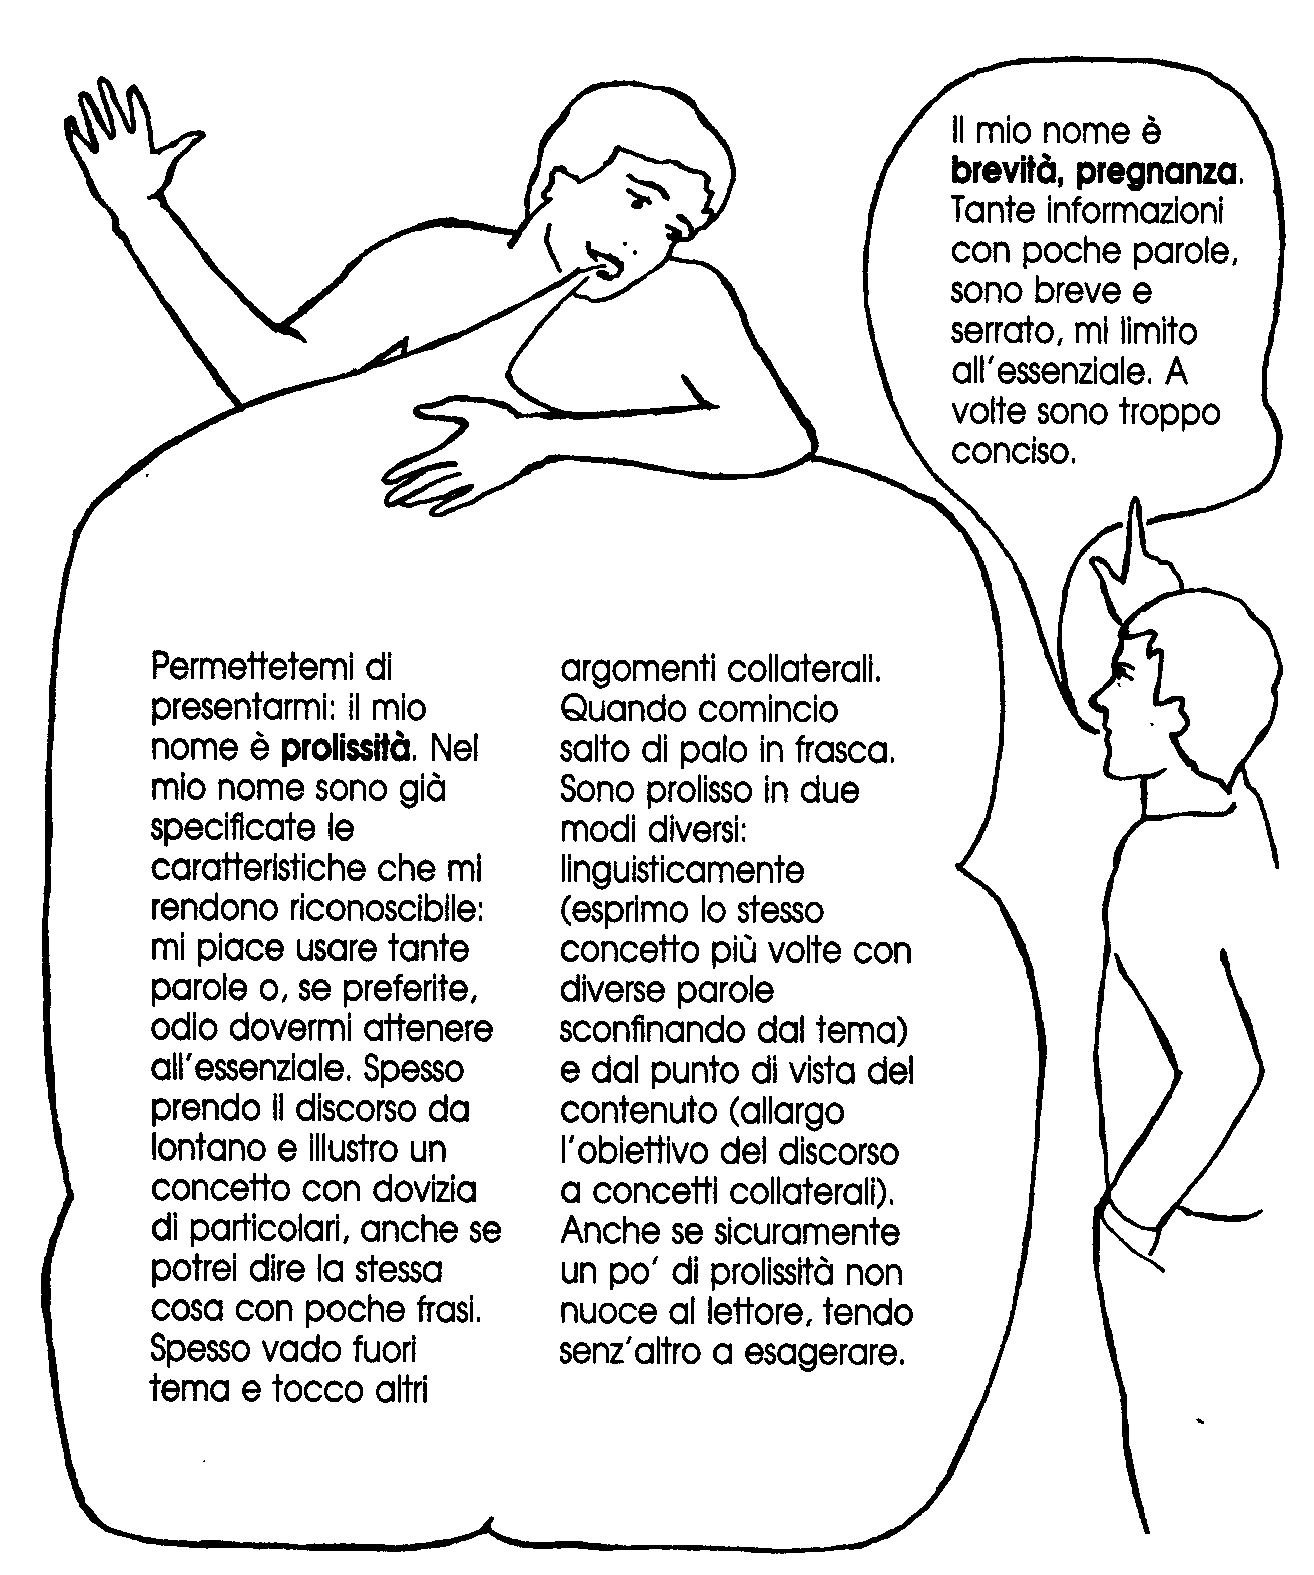 Il mio nome è
brevità, pregnanza.
Tante informazioni
con poche parole,
sono breve e
serrato, mi limito
all'essenziale. A
volte sono troppo
conciso.
Permettetemi di
presentarmi: il mio
nome è prolissità. Nel
mio nome sono già
specificate le
caratteristiche che mi
rendono riconoscibile:
mi piace usare tante
parole o, se preferite,
odio dovermi attenere
all'essenziale. Spesso
prendo il discorso da
lontano e illustro un
concetto con dovizia
di particolari, anche se
potrei dire la stessa
cosa con poche frasi.
Spesso vado fuori
tema e tocco altri
argomenti collaterali.
Quando comincio
salto di palo in frasca.
Sono prolisso in due
modi diversi:
linguisticamente
(esprimo lo stesso
concetto più volte con
diverse parole
sconfinando dal tema)
e dal punto di vista del
contenuto (allargo
l'obiettivo del discorso
a concetti collaterali).
Anche se sicuramente
un po' di prolissità non
nuoce al lettore, tendo
senz'altro a esagerare.